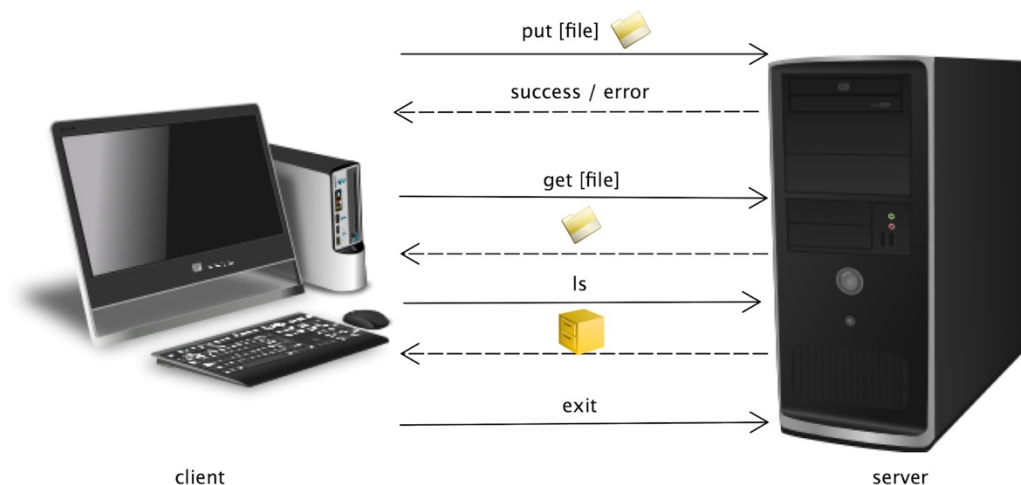 put [file]
success / error
get [file]
ls
exit
client
server